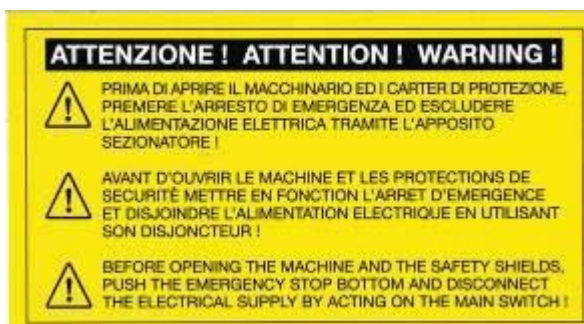 ATTENZIONE ! ATTENTION ! WARNING !
PRIMA DI APRIRE IL MACCHINARIO ED I CARTER DI PROTEZIONE,
PREMERE L'ARRESTO DI EMERGENZA ED ESCLUDERE
L'ALIMENTAZIONE ELETTRICA TRAMITE L'APPOSITO
SEZIONATORE !
AVANT D'OUVRIR LE MACHINE ET LES PROTECTIONS DE
SECURITÈ METTRE EN FONCTION L'ARRET D'EMERGENCE
ET DISJOINDRE L'ALIMENTATION ELECTRIQUE EN UTILISANT
SON DISJONCTEUR !
BEFORE OPENING THE MACHINE AND THE SAFETY SHIELDS,
PUSH THE EMERGENCY STOP BOTTOM AND DISCONNECT
THE ELECTRICAL SUPPLY BY ACTING ON THE MAIN SWITCH !